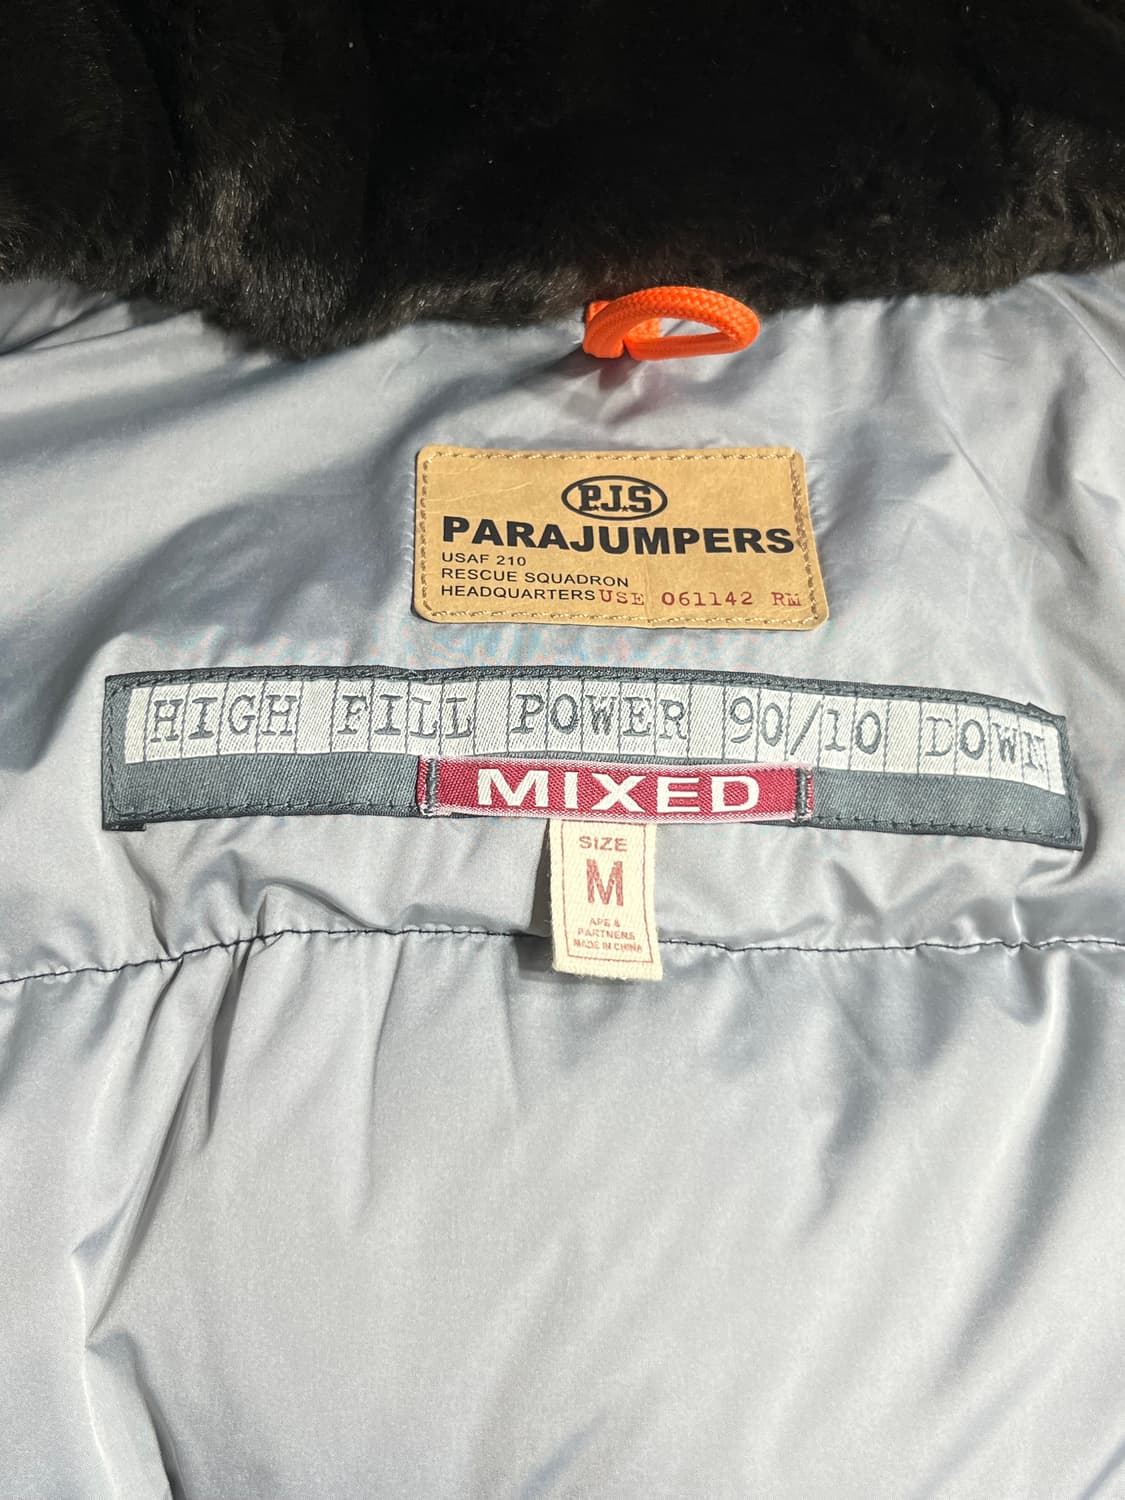 P.J.S
PARAJUMPERS
USAF 210
RESCUE SQUADRON
HEADQUARTERS USE 061142 RM
HIGH FILL POWER 90/10 DOWN
MIXED
SIZE
M
APE &
PARTNERS
MADE IN CHINA